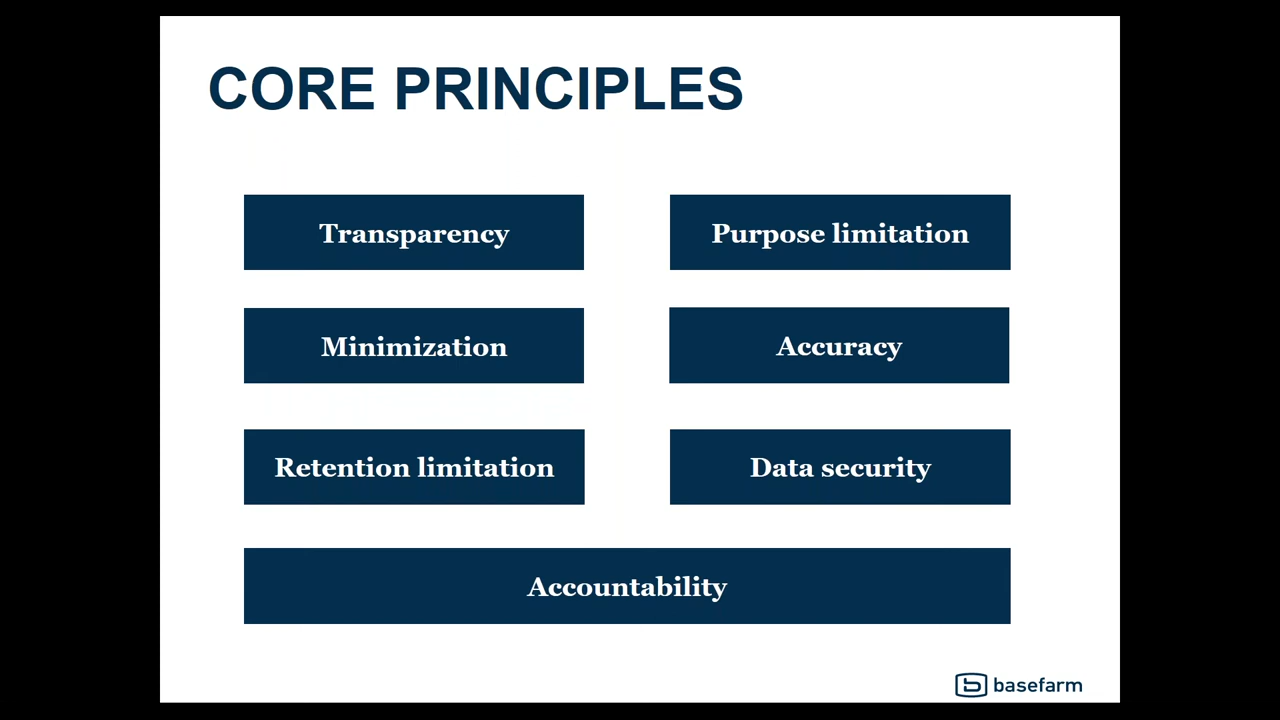 CORE PRINCIPLES
Transparency
Purpose limitation
Minimization
Accuracy
Retention limitation
Data security
Accountability
basefarm